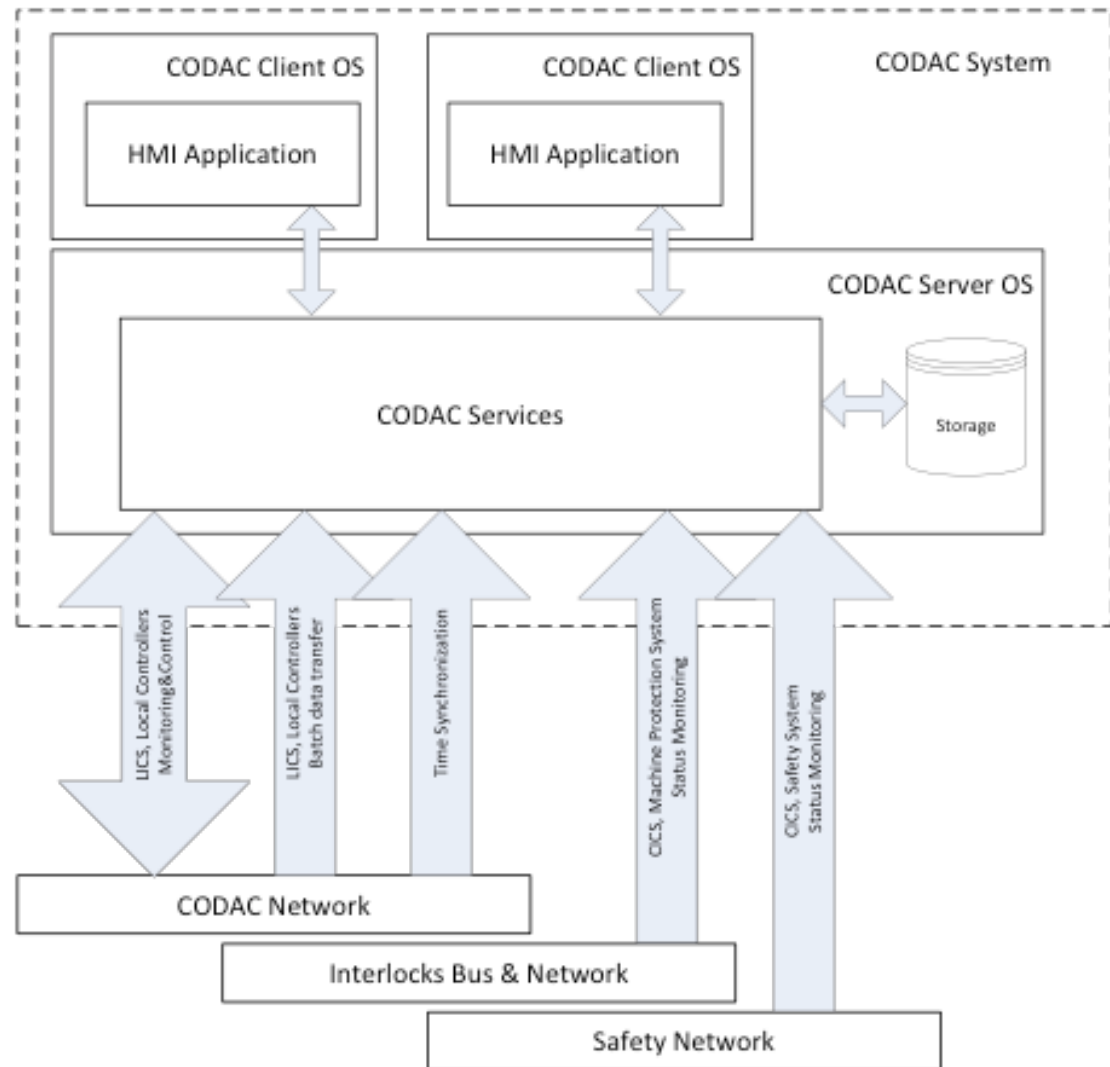 CODAC Client OS
CODAC Client OS
CODAC System
HMI Application
HMI Application
CODAC Server OS
CODAC Services
Storage
LICS, Local Controllers
Monitoring&Control
LICS, Local Controllers
Batch data transfer
Time Synchronization
CICS, Machine Protection System
Status Monitoring
CICS, Safety System
Status Monitoring
CODAC Network
Interlocks Bus & Network
Safety Network